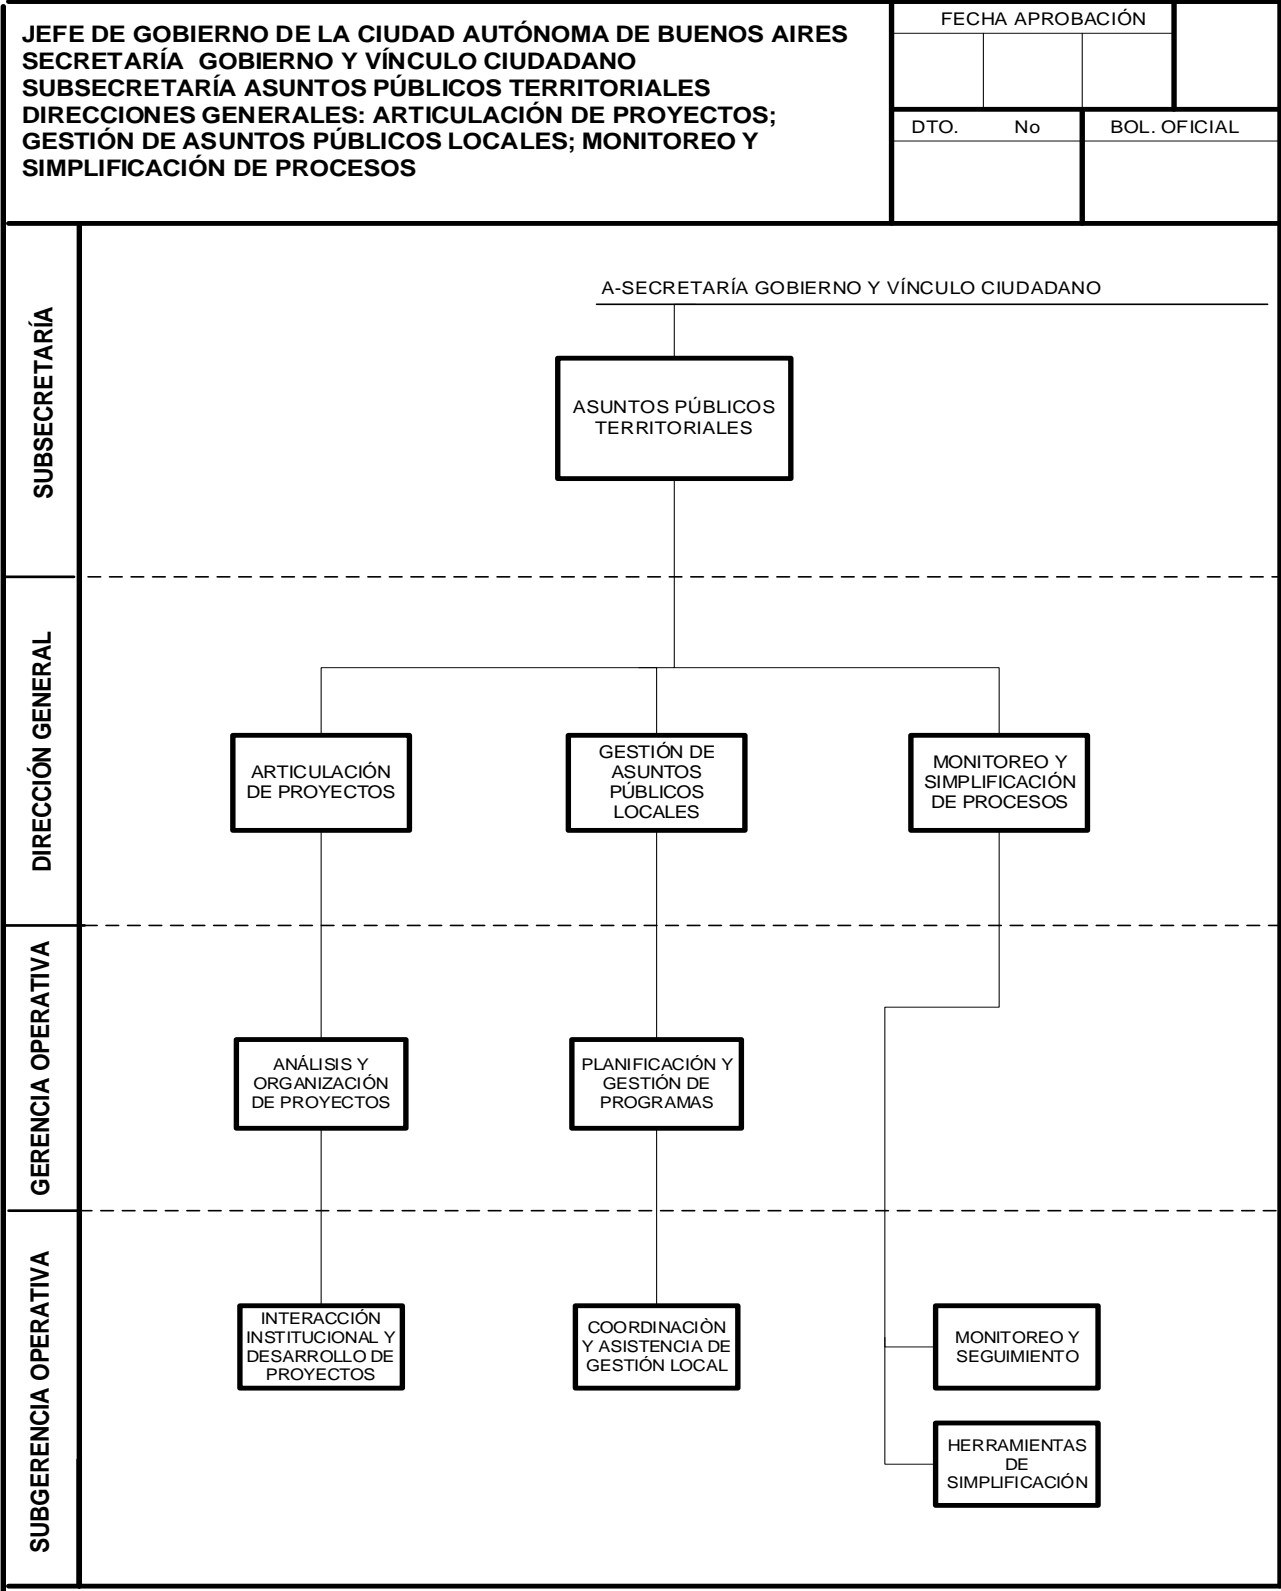 JEFE DE GOBIERNO DE LA CIUDAD AUTÓNOMA DE BUENOS AIRES
SECRETARÍA GOBIERNO Y VÍNCULO CIUDADANO
SUBSECRETARÍA ASUNTOS PÚBLICOS TERRITORIALES
DIRECCIONES GENERALES: ARTICULACIÓN DE PROYECTOS;
GESTIÓN DE ASUNTOS PÚBLICOS LOCALES; MONITOREO Y
SIMPLIFICACIÓN DE PROCESOS
FECHA APROBACIÓN
DTO. No
BOL. OFICIAL
SUBSECRETARÍA
A-SECRETARÍA GOBIERNO Y VÍNCULO CIUDADANO
ASUNTOS PÚBLICOS
TERRITORIALES
DIRECCIÓN GENERAL
ARTICULACIÓN
DE PROYECTOS
GESTIÓN DE
ASUNTOS
PÚBLICOS
LOCALES
MONITOREO Y
SIMPLIFICACIÓN
DE PROCESOS
GERENCIA OPERATIVA
ANÁLISIS Y
ORGANIZACIÓN
DE PROYECTOS
PLANIFICACIÓN Y
GESTIÓN DE
PROGRAMAS
SUBGERENCIA OPERATIVA
INTERACCIÓN
INSTITUCIONAL Y
DESARROLLO DE
PROYECTOS
COORDINACIÒN
Y ASISTENCIA DE
GESTIÓN LOCAL
MONITOREO Y
SEGUIMIENTO
HERRAMIENTAS
DE
SIMPLIFICACIÓN